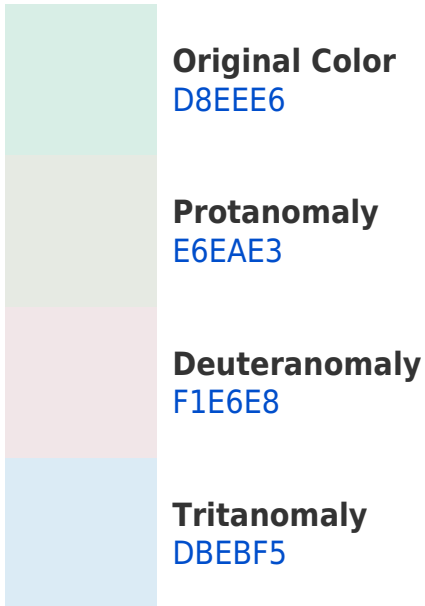 Original Color
D8EEE6
Protanomaly
E6EAE3
Deuteranomaly
F1E6E8
Tritanomaly
DBEBF5